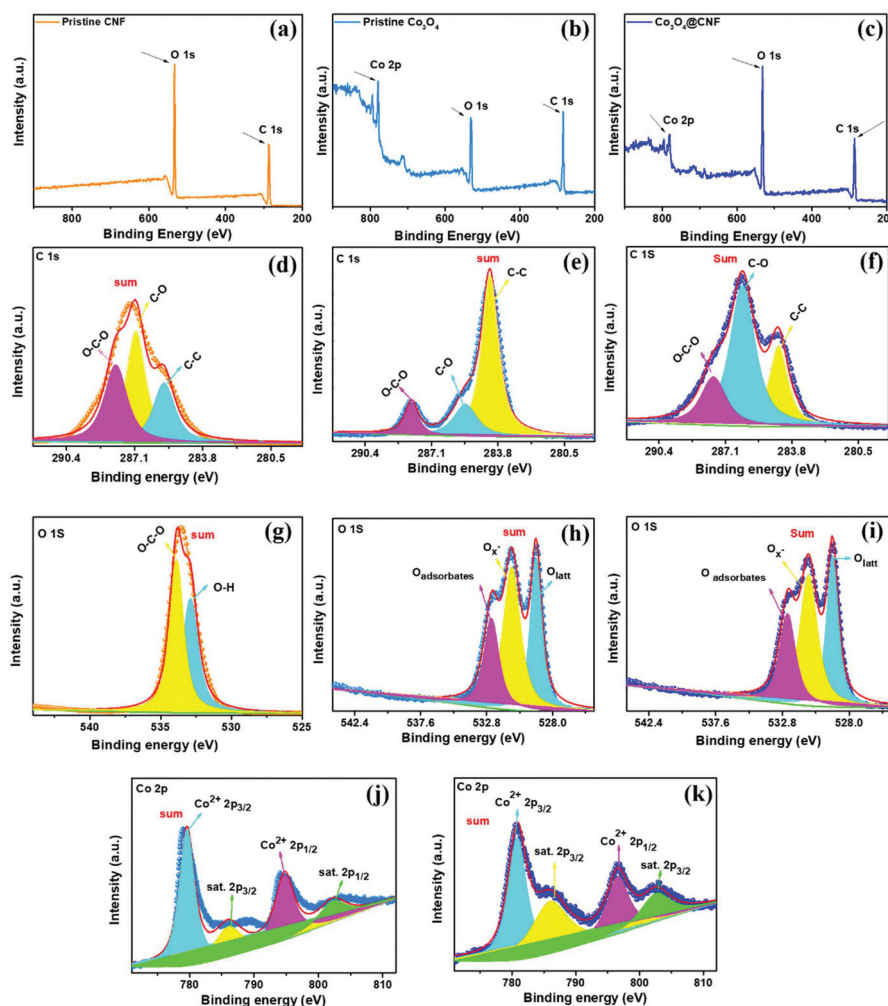 Pristine CNF
(a)
O 1s
C 1s
Intensity (a.u.)
800 600 400 200
Binding Energy (eV)
Pristine Co₃O₄
(b)
Co 2p
O 1s
C 1s
Intensity (a.u.)
900 800 700 600 500 400 300 200
Binding Energy (eV)
Co₃O₄@CNF
(c)
O 1s
Co 2p
C 1s
Intensity (a.u.)
800 600 400 200
Binding Energy (eV)
C 1s
(d)
sum
C-O
O-C-O
C-C
Intensity (a.u.)
290.4 287.1 283.8 280.5
Binding energy (eV)
C 1s
(e)
sum
C-C
O-C-O
C-O
Intensity (a.u.)
290.4 287.1 283.8 280.5
Binding energy (eV)
C 1S
(f)
Sum
C-O
C-C
O-C-O
Intensity (a.u.)
290.4 287.1 283.8 280.5
Binding energy (eV)
O 1S
(g)
O-C-O
sum
O-H
Intensity (a.u.)
540 535 530 525
Binding energy (eV)
O 1S
(h)
sum
Oₓ-
O adsorbates
O latt
Intensity (a.u.)
542.4 537.6 532.8 528.0
Binding energy (eV)
O 1S
(i)
Sum
Oₓ-
O adsorbates
O latt
Intensity (a.u.)
542.4 537.6 532.8 528.0
Binding energy (eV)
Co 2p
(j)
sum
Co²⁺ 2p3/2
Co²⁺ 2p1/2
sat. 2p3/2
sat. 2p1/2
Intensity (a.u.)
780 790 800 810
Binding energy (eV)
Co 2p
(k)
Co²⁺ 2p3/2
sum
sat. 2p3/2
Co²⁺ 2p1/2
sat. 2p3/2
Intensity (a.u.)
780 790 800 810
Binding energy (eV)